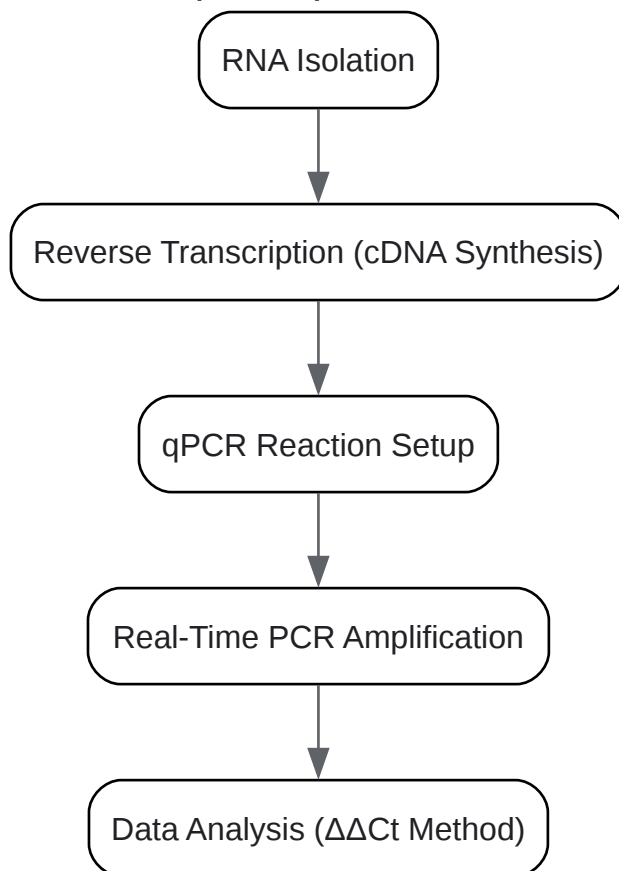 RNA Isolation
Reverse Transcription (cDNA Synthesis)
qPCR Reaction Setup
Real-Time PCR Amplification
Data Analysis (ΔΔCt Method)